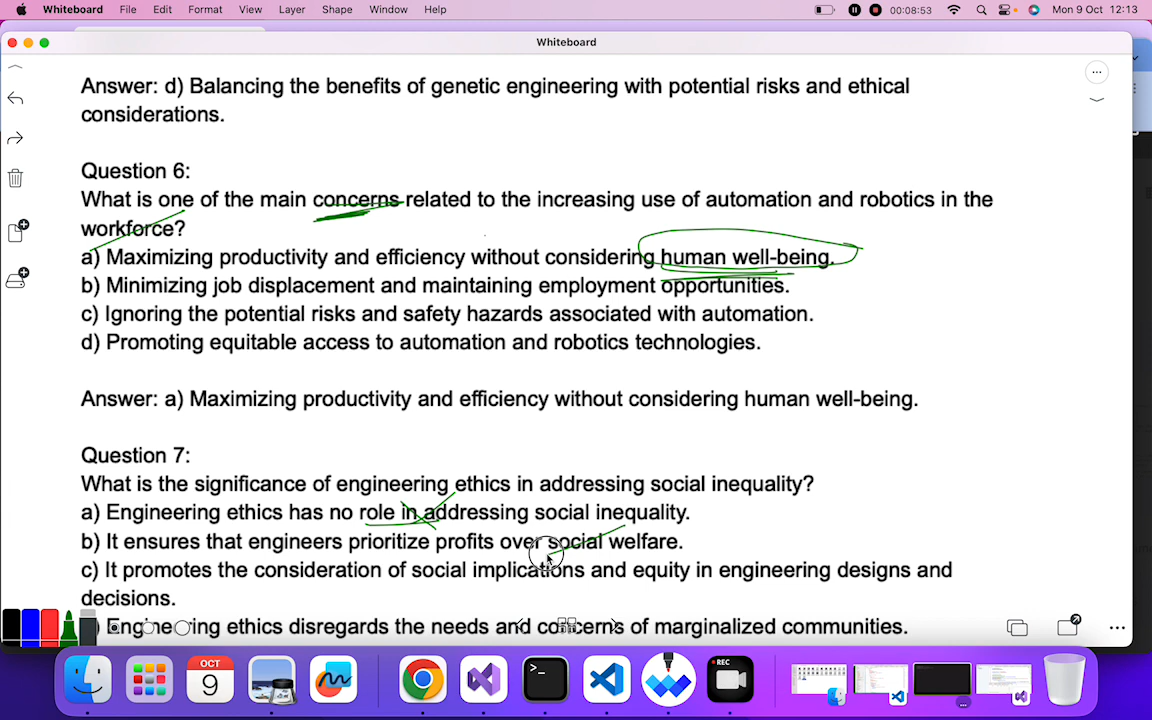 Whiteboard File Edit Format View Layer Shape Window Help 00:08:53 Mon 9 Oct 12:13
Whiteboard
Answer: d) Balancing the benefits of genetic engineering with potential risks and ethical
considerations.
Question 6:
What is one of the main concerns related to the increasing use of automation and robotics in the
workforce?
a) Maximizing productivity and efficiency without considering human well-being.
b) Minimizing job displacement and maintaining employment opportunities.
c) Ignoring the potential risks and safety hazards associated with automation.
d) Promoting equitable access to automation and robotics technologies.
Answer: a) Maximizing productivity and efficiency without considering human well-being.
Question 7:
What is the significance of engineering ethics in addressing social inequality?
a) Engineering ethics has no role in addressing social inequality.
b) It ensures that engineers prioritize profits over social welfare.
c) It promotes the consideration of social implications and equity in engineering designs and
decisions.
Engineering ethics disregards the needs and concerns of marginalized communities.
OCT
9
REC